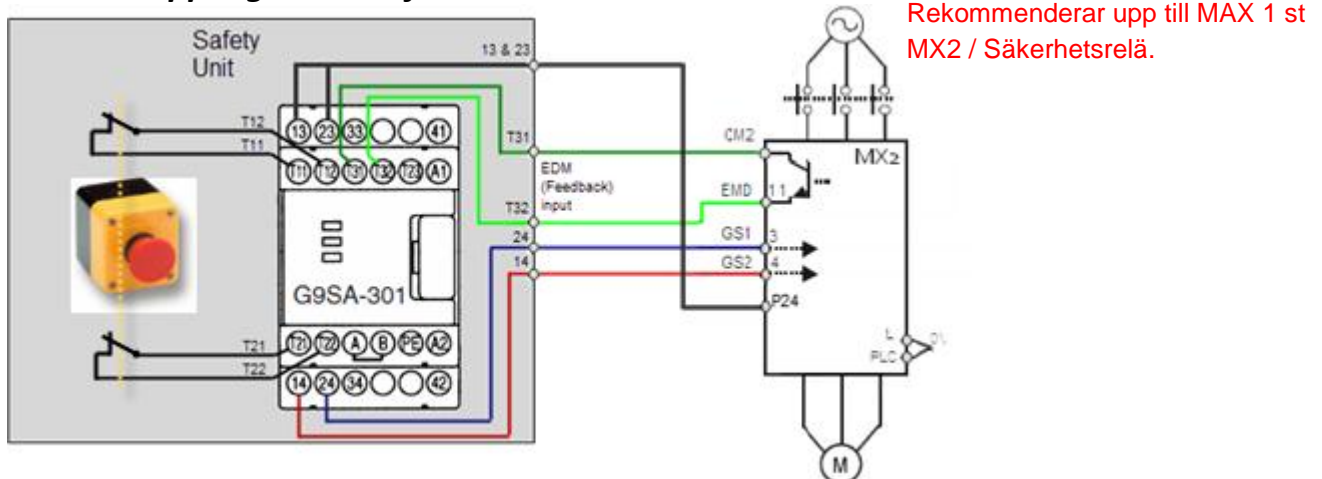 Rekommenderar upp till MAX 1 st
MX2 / Säkerhetsrelä.
Safety
Unit
13 & 23
T12
T11
13 23 33 41
T11 T12 T31 T32 T23 A1
G9SA-301
T21
T22
T21 T22 A B PE A2
14 24 34 42
T31
EDM
(Feedback)
input
T32
24
14
CM2
MX2
EMD 11
GS1 3
GS2 4
P24
L
PLC
M